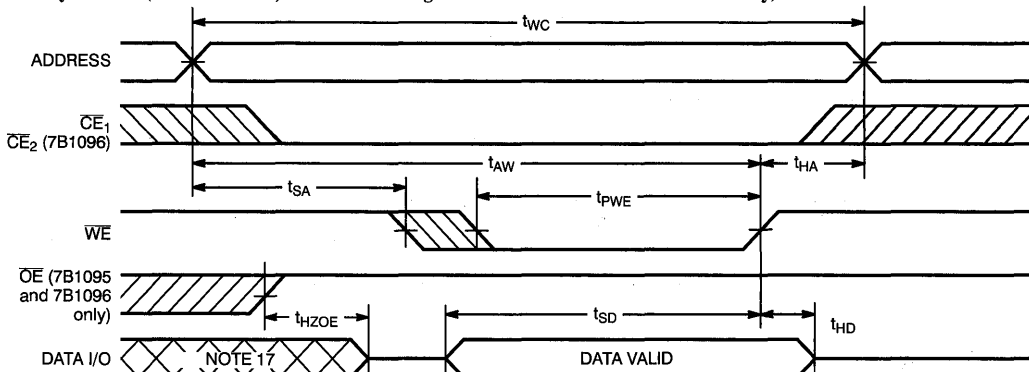 tWC
ADDRESS
CE1
CE2 (7B1096)
tAW
tHA
tSA
tPWE
WE
OE (7B1095
and 7B1096
only)
tHZOE
tSD
tHD
DATA I/O
NOTE 17
DATA VALID